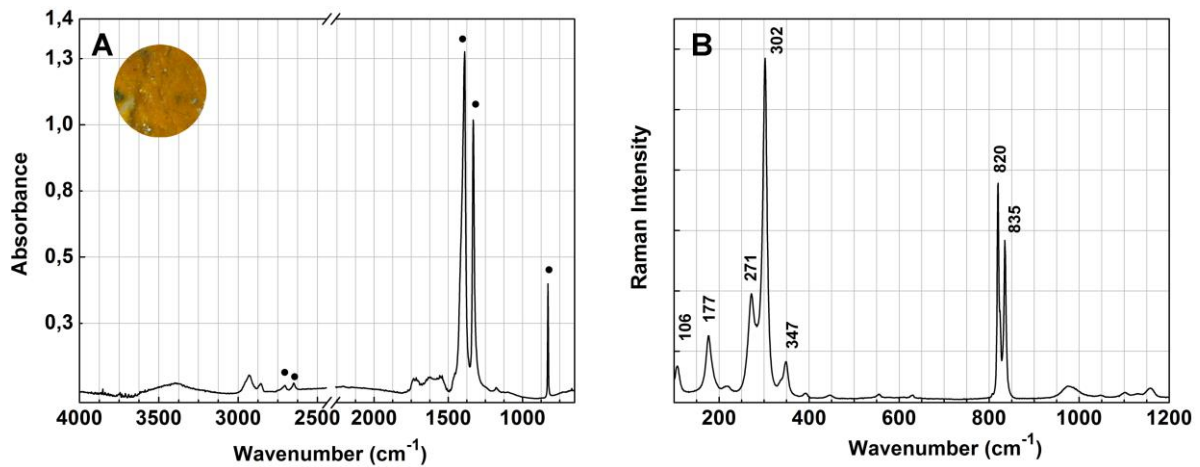 A
1,4
1.3
1,0
0,8
0.5
0,3
Absorbance
4000 3500 3000 2500 2000 1500 1000
Wavenumber (cm-1)
B
302
820
835
271
177
106
347
Raman Intensity
200 400 600 800 1000 1200
Wavenumber (cm-1)